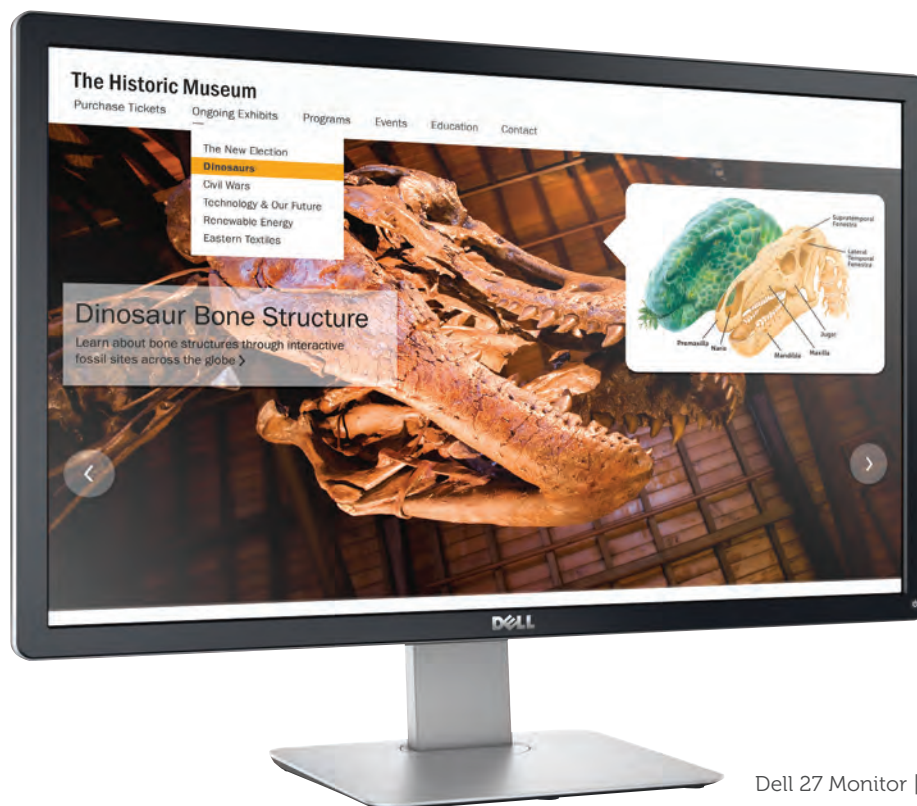 The Historic Museum
Purchase Tickets Ongoing Exhibits Programs Events Education Contact
The New Election
Dinosaurs
Civil Wars
Technology & Our Future
Renewable Energy
Eastern Textiles
Dinosaur Bone Structure
Learn about bone structures through interactive
fossil sites across the globe >
Supratemporal
Fenestra
Lateral
Temporal
Fenestra
Jugal
Premaxilla Naris Mandible Maxilla
DELL
Dell 27 Monitor |